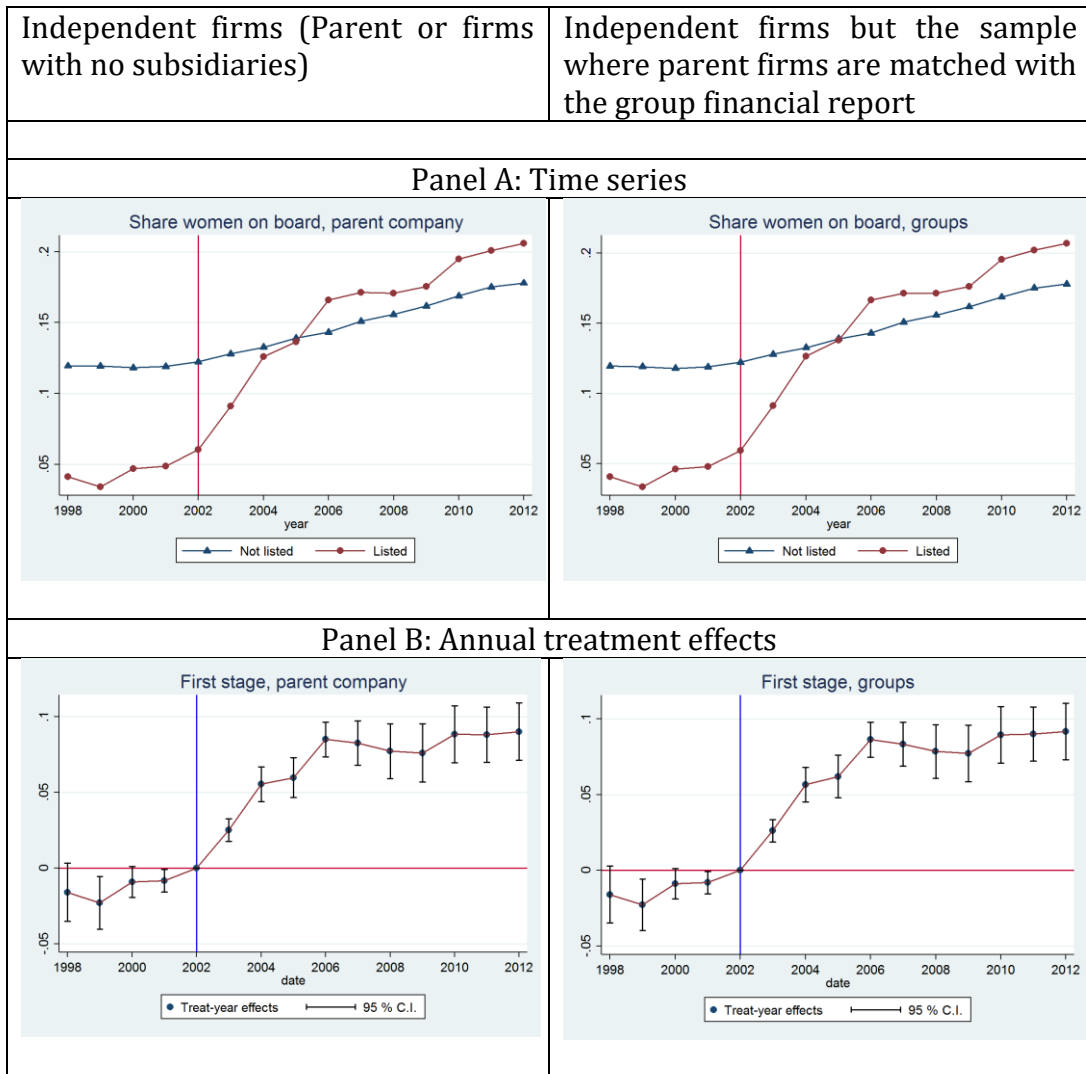 Independent firms (Parent or firms
with no subsidiaries)
Independent firms but the sample
where parent firms are matched with
the group financial report
Panel A: Time series
Share women on board, parent company
.2
.15
.1
.05
1998 2000 2002 2004 2006 2008 2010 2012
year
Not listed Listed
Share women on board, groups
.2
.15
.1
.05
1998 2000 2002 2004 2006 2008 2010 2012
year
Not listed Listed
Panel B: Annual treatment effects
First stage, parent company
.1
.05
0
-.05
1998 2000 2002 2004 2006 2008 2010 2012
date
Treat-year effects 95 % C.I.
First stage, groups
.1
.05
0
-.05
1998 2000 2002 2004 2006 2008 2010 2012
date
Treat-year effects 95 % C.I.